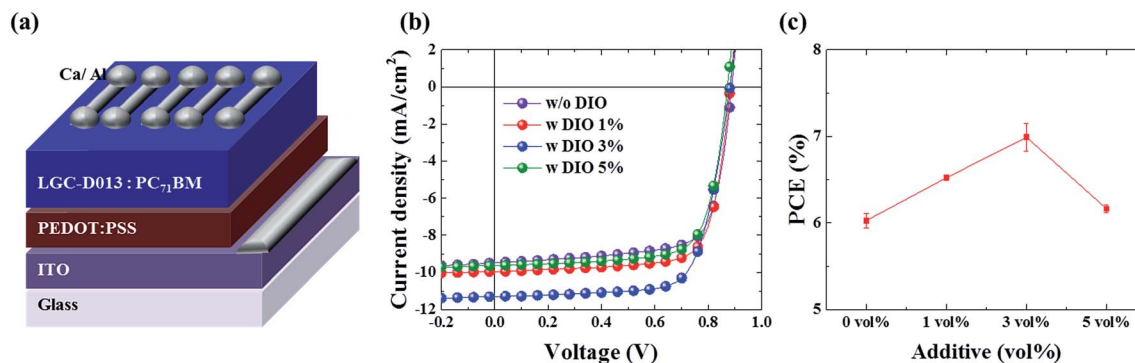 (a)
Ca/ Al
LGC-D013 : PC₇₁BM
PEDOT:PSS
ITO
Glass
(b)
Current density (mA/cm²)
2
0
-2
-4
-6
-8
-10
-12
w/o DIO
w DIO 1%
w DIO 3%
w DIO 5%
-0.2
0.0
0.2
0.4
0.6
0.8
1.0
Voltage (V)
(c)
PCE (%)
8
7
6
5
0 vol%
1 vol%
3 vol%
5 vol%
Additive (vol%)